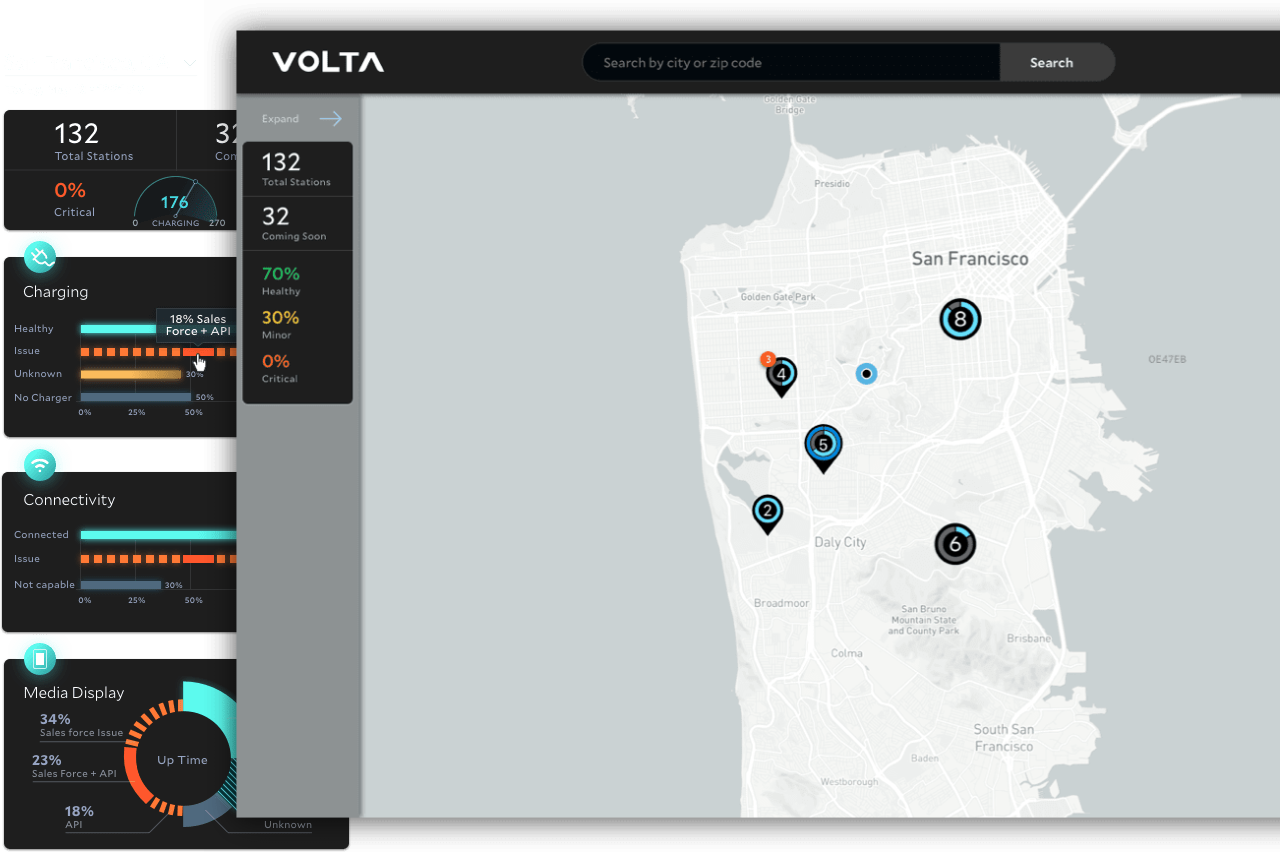 VOLTA
Search by city or zip code
Search
132
Total Stations
32
Con
0%
Critical
176
0 CHARGING 270
Charging
Healthy
18% Sales
Force + API
Issue
Unknown
30%
No Charger
50%
0% 25% 50%
Connectivity
Connected
Issue
Not capable
30%
0% 25% 50%
Media Display
34%
Sales force Issue
23%
Sales Force + API
Up Time
18%
API
Unknown
Expand
132
Total Stations
32
Coming Soon
70%
Healthy
30%
Minor
0%
Critical
Golden Gate
Bridge
Presidio
San Francisco
Golden Gate Park
8
3
4
5
2
6
OE47EB
Daly City
Broadmoor
San Bruno
Mountain State
and County Park
Brisbane
Colma
South San
Francisco
Baden
Westborough